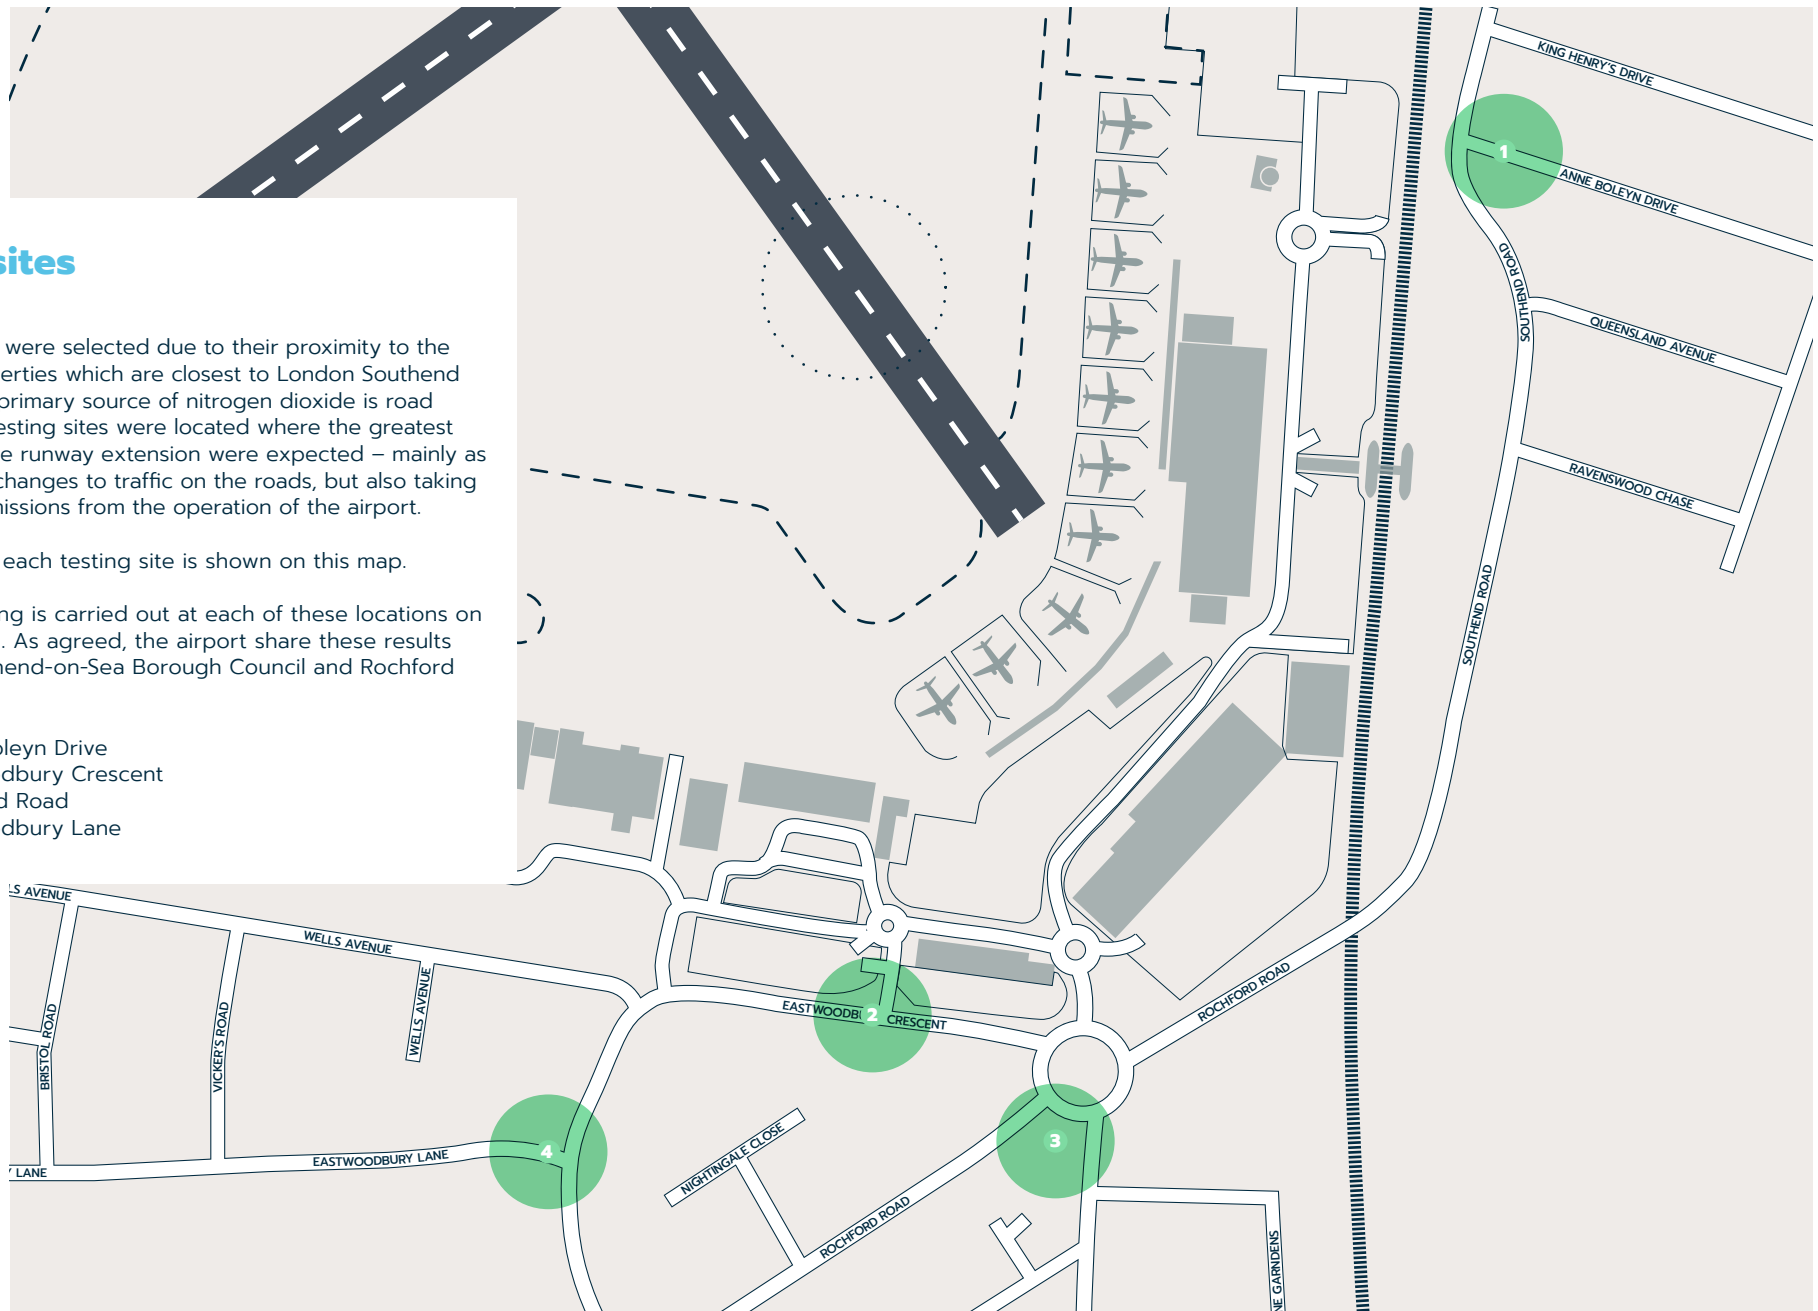 sites
were selected due to their proximity to the
erties which are closest to London Southend
primary source of nitrogen dioxide is road
esting sites were located where the greatest
e runway extension were expected – mainly as
changes to traffic on the roads, but also taking
nissions from the operation of the airport.
each testing site is shown on this map.
ng is carried out at each of these locations on
. As agreed, the airport share these results
hend-on-Sea Borough Council and Rochford
oleyn Drive
dbury Crescent
d Road
dbury Lane
KING HENRY'S DRIVE
1
ANNE BOLEYN DRIVE
SOUTHEND ROAD
QUEENSLAND AVENUE
RAVENSWOOD CHASE
SOUTHEND ROAD
LS AVENUE
WELLS AVENUE
WELLS AVENUE
BRISTOL ROAD
VICKER'S ROAD
EASTWOODBU
2
CRESCENT
ROCHFORD ROAD
3
4
EASTWOODBURY LANE
Y LANE
NIGHTINGALE CLOSE
ROCHFORD ROAD
NE GARNDENS